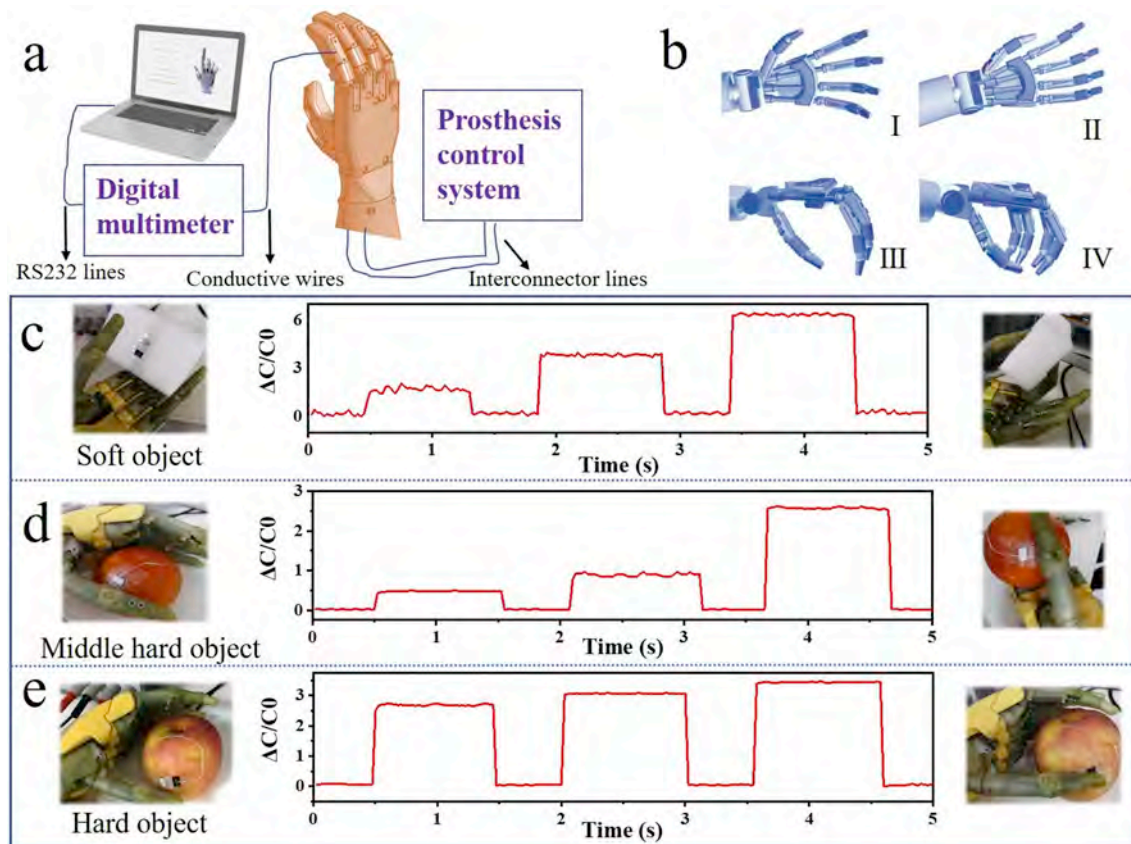 a
Digital
multimeter
Prosthesis
control
system
RS232 lines
Conductive wires
Interconnector lines
b
I
II
III
IV
c
Soft object
ΔC/C0
6
3
0
0 1 2 3 4 5
Time (s)
d
Middle hard object
ΔC/C0
3
2
1
0
0 1 2 3 4 5
Time (s)
e
Hard object
ΔC/C0
3
2
1
0
0 1 2 3 4 5
Time (s)